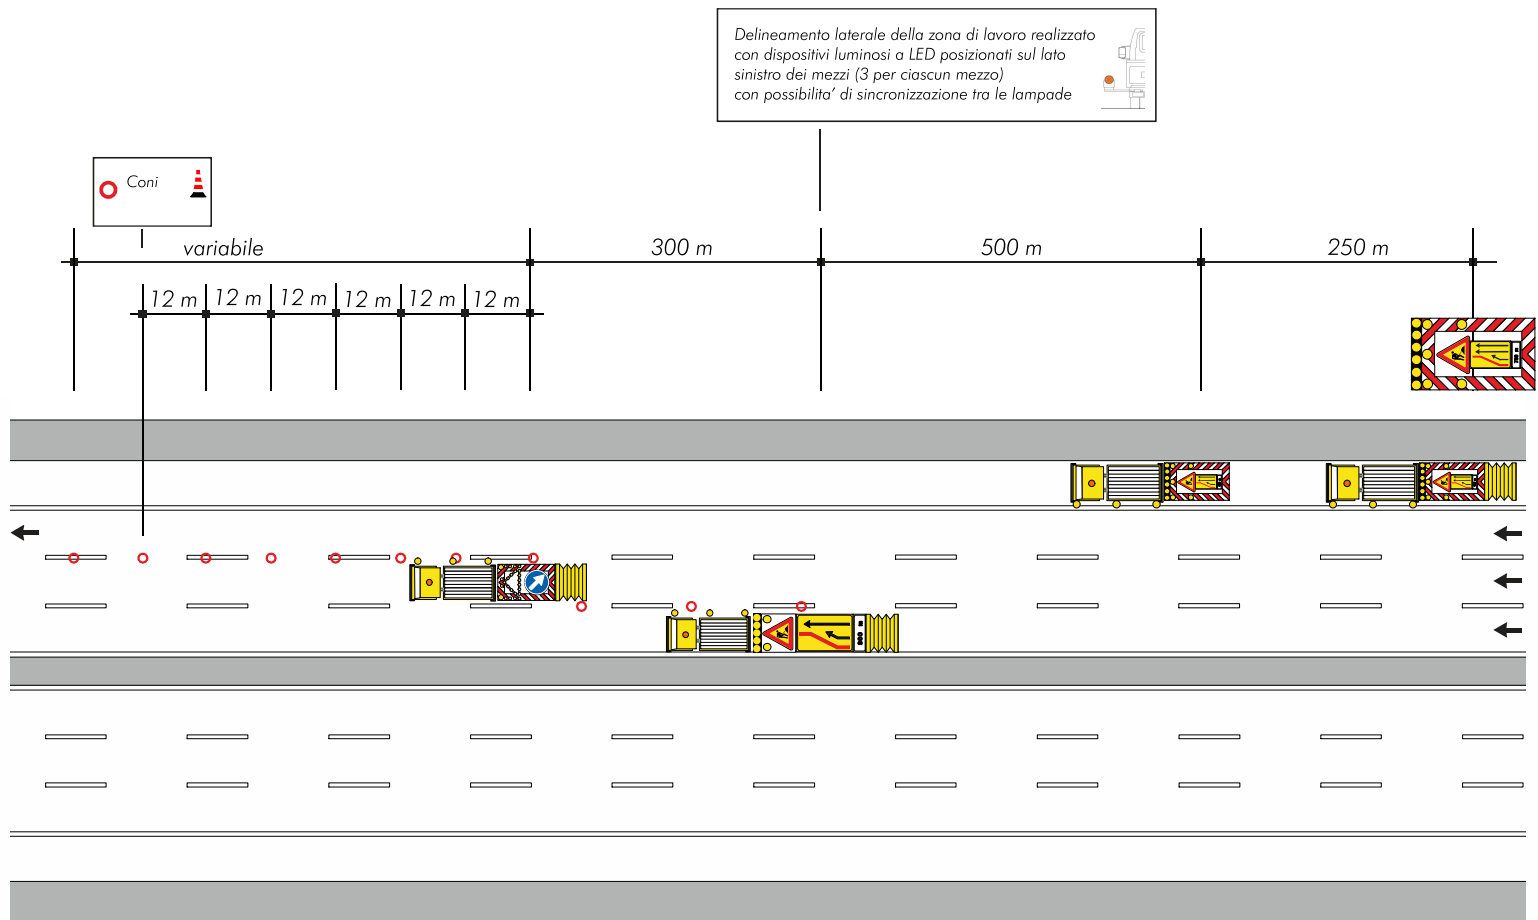 Delineamento laterale della zona di lavoro realizzato
con dispositivi luminosi a LED posizionati sul lato
sinistro dei mezzi (3 per ciascun mezzo)
con possibilita’ di sincronizzazione tra le lampade
Coni
variabile
300 m
500 m
250 m
12 m
12 m
12 m
12 m
12 m
12 m